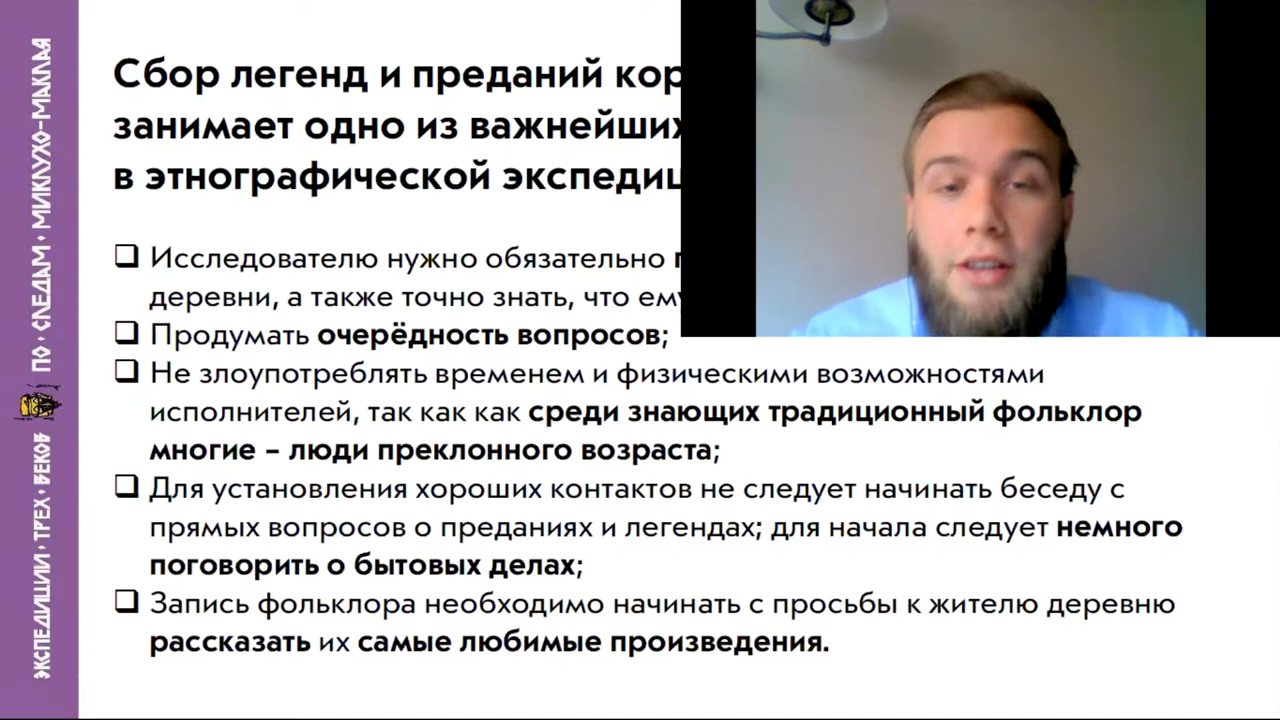 Сбор легенд и преданий кор
занимает одно из важнейших
в этнографической экспедиц
❑ Исследователю нужно обязательно
деревни, а также точно знать, что ему
❑ Продумать очерёдность вопросов;
❑ Не злоупотреблять временем и физическими возможностями
исполнителей, так как как среди знающих традиционный фольклор
многие – люди преклонного возраста;
❑ Для установления хороших контактов не следует начинать беседу с
прямых вопросов о преданиях и легендах; для начала следует немного
поговорить о бытовых делах;
❑ Запись фольклора необходимо начинать с просьбы к жителю деревню
рассказать их самые любимые произведения.
ЭКСПЕДИЦИИ • ТРЕХ • ВЕКОВ ПО • СЛЕДАМ • МИКЛУХО-МАКЛАЯ